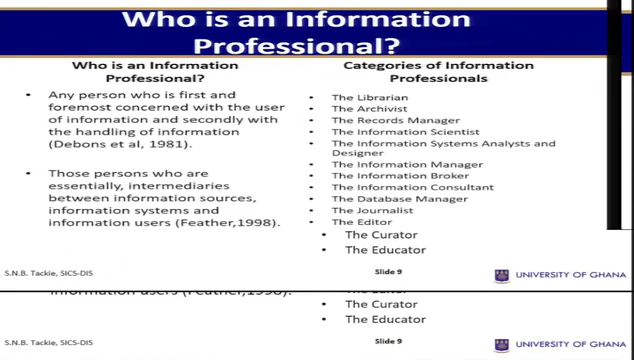 Who is an Information
Professional?
Who is an Information
Professional?
• Any person who is first and
foremost concerned with the user
of information and secondly with
the handling of information
(Debons et al, 1981).
• Those persons who are
essentially, intermediaries
between information sources,
information systems and
information users (Feather,1998).
Categories of Information
Professionals
• The Librarian
• The Archivist
• The Records Manager
• The Information Scientist
• The Information Systems Analysts and
Designer
• The Information Manager
• The Information Broker
• The Information Consultant
• The Database Manager
• The Journalist
• The Editor
• The Curator
• The Educator
S.N.B. Tackie, SICS-DIS
Slide 9
UNIVERSITY OF GHANA
information users (Feather,1998).
• The Curator
• The Educator
S.N.B. Tackie, SICS-DIS
Slide 9
UNIVERSITY OF GHANA